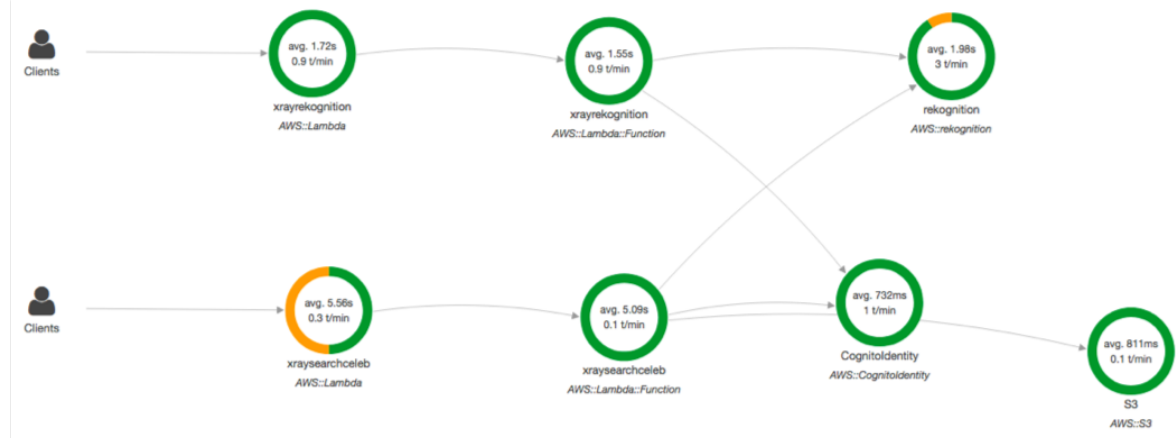 Clients
avg. 1.72s
0.9 t/min
xrayrekognition
AWS::Lambda
avg. 1.55s
0.9 t/min
xrayrekognition
AWS::Lambda::Function
avg. 1.98s
3 t/min
rekognition
AWS::rekognition
Clients
avg. 5.56s
0.3 t/min
xraysearchceleb
AWS::Lambda
avg. 5.09s
0.1 t/min
xraysearchceleb
AWS::Lambda::Function
avg. 732ms
1 t/min
CognitoIdentity
AWS::CognitoIdentity
avg. 811ms
0.1 t/min
S3
AWS::S3